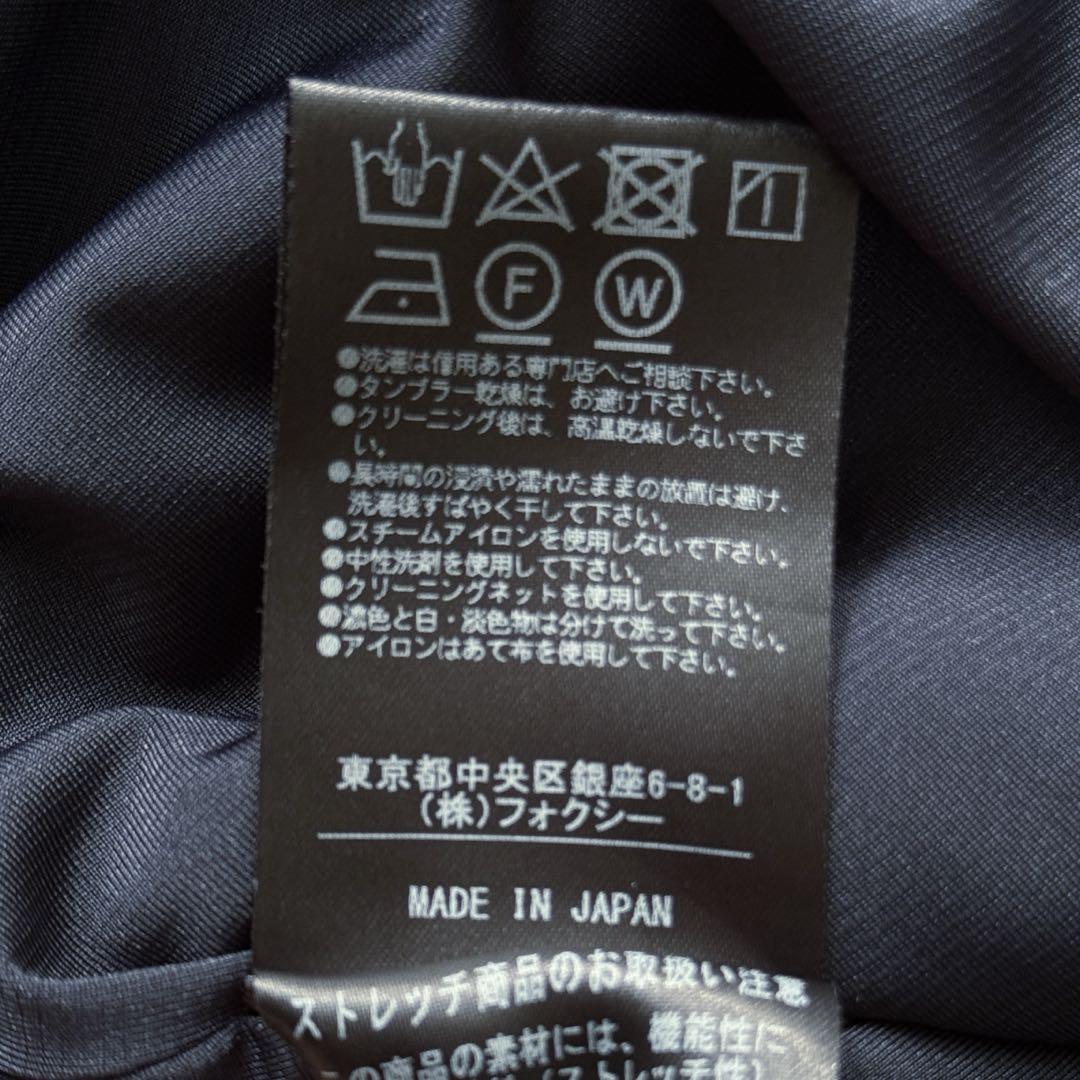 F W
●洗濯は信用ある専門店へご相談下さい。
●タンブラー乾燥は、お避け下さい。
●クリーニング後は、高温乾燥しないで下さ
い。
●長時間の浸漬や濡れたままの放置は避け、
洗濯後すばやく干して下さい。
●スチームアイロンを使用しないで下さい。
●中性洗剤を使用して下さい。
●クリーニングネットを使用して下さい。
●濃色と白・淡色物は分けて洗って下さい。
●アイロンはあて布を使用して下さい。
東京都中央区銀座6-8-1
(株)フォクシー
MADE IN JAPAN
ストレッチ商品のお取扱い注意
の商品の素材には、機能性に
(ストレッチ性)